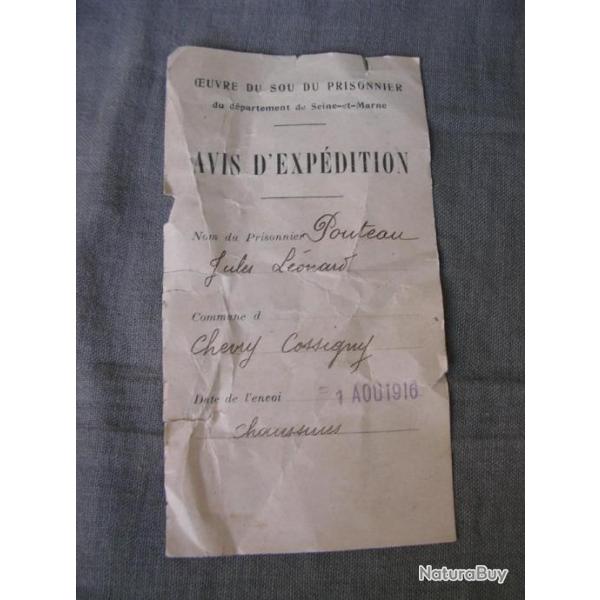 ŒUVRE DU SOU DU PRISONNIER
du département de Seine-et-Marne
AVIS D'EXPÉDITION
Nom du Prisonnier Pouteau
Jules Léonard
Commune d
Chevry Cossigny
Date de l'envoi 1 AOU 1916
Chaussures
NaturaBuy